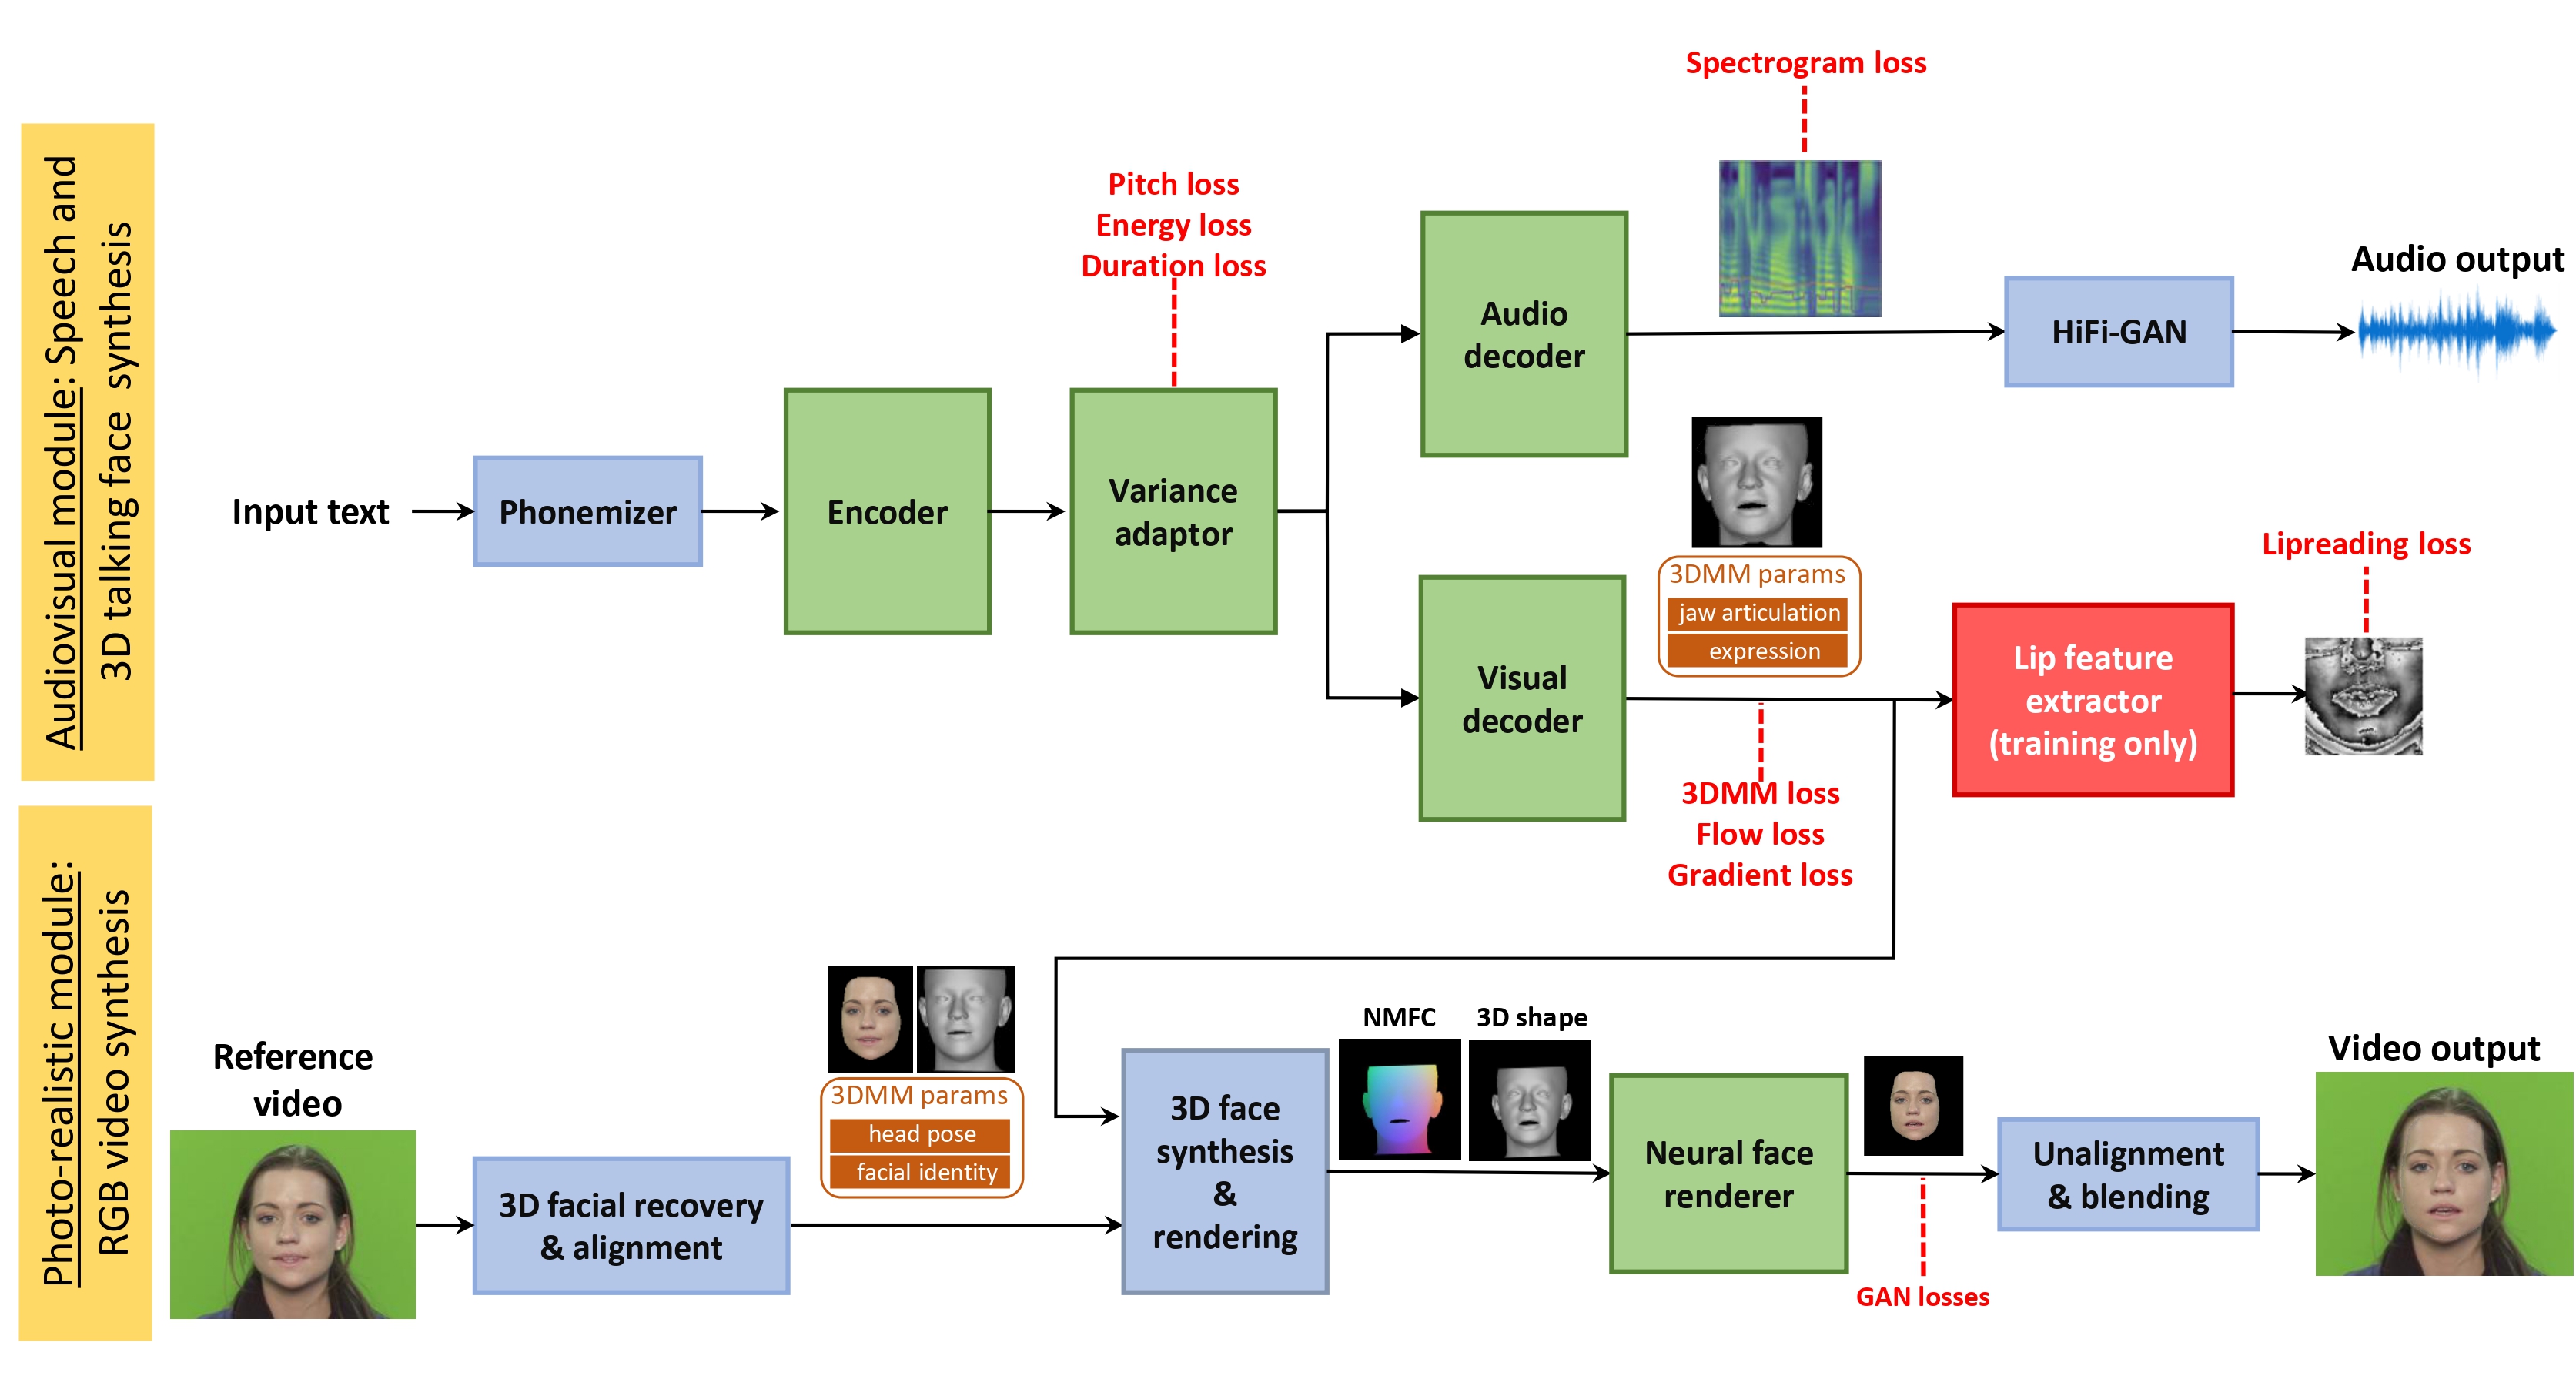 Audiovisual module: Speech and
3D talking face synthesis
Input text
Phonemizer
Encoder
Pitch loss
Energy loss
Duration loss
Variance
adaptor
Audio
decoder
Spectrogram loss
HiFi-GAN
Audio output
Visual
decoder
3DMM params
jaw articulation
expression
3DMM loss
Flow loss
Gradient loss
Lip feature
extractor
(training only)
Lipreading loss
Photo-realistic module:
RGB video synthesis
Reference
video
3D facial recovery
& alignment
3DMM params
head pose
facial identity
3D face
synthesis
&
rendering
NMFC
3D shape
Neural face
renderer
GAN losses
Unalignment
& blending
Video output